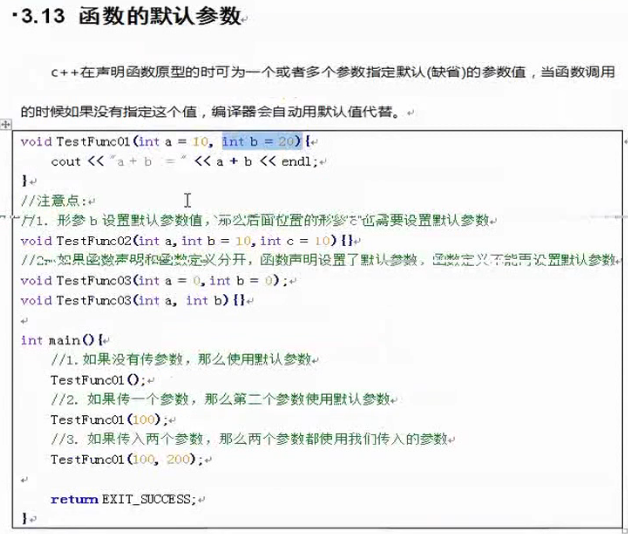 ▪3.13 函数的默认参数
c++在声明函数原型的时可为一个或者多个参数指定默认(缺省)的参数值，当函数调用
的时候如果没有指定这个值，编译器会自动用默认值代替。
void TestFunc01(int a = 10, int b = 20){
cout << "a + b  = " << a + b << endl;
}
//注意点:
//1. 形参 b 设置默认参数值，那么后面位置的形参 c 也需要设置默认参数
void TestFunc02(int a,int b = 10,int c = 10){}
//2. 如果函数声明和函数定义分开，函数声明设置了默认参数，函数定义不能再设置默认参数
void TestFunc03(int a = 0,int b = 0);
void TestFunc03(int a, int b){}
int main(){
//1.如果没有传参数，那么使用默认参数
TestFunc01();
//2. 如果传一个参数，那么第二个参数使用默认参数
TestFunc01(100);
//3. 如果传入两个参数，那么两个参数都使用我们传入的参数
TestFunc01(100, 200);
return EXIT_SUCCESS;
}